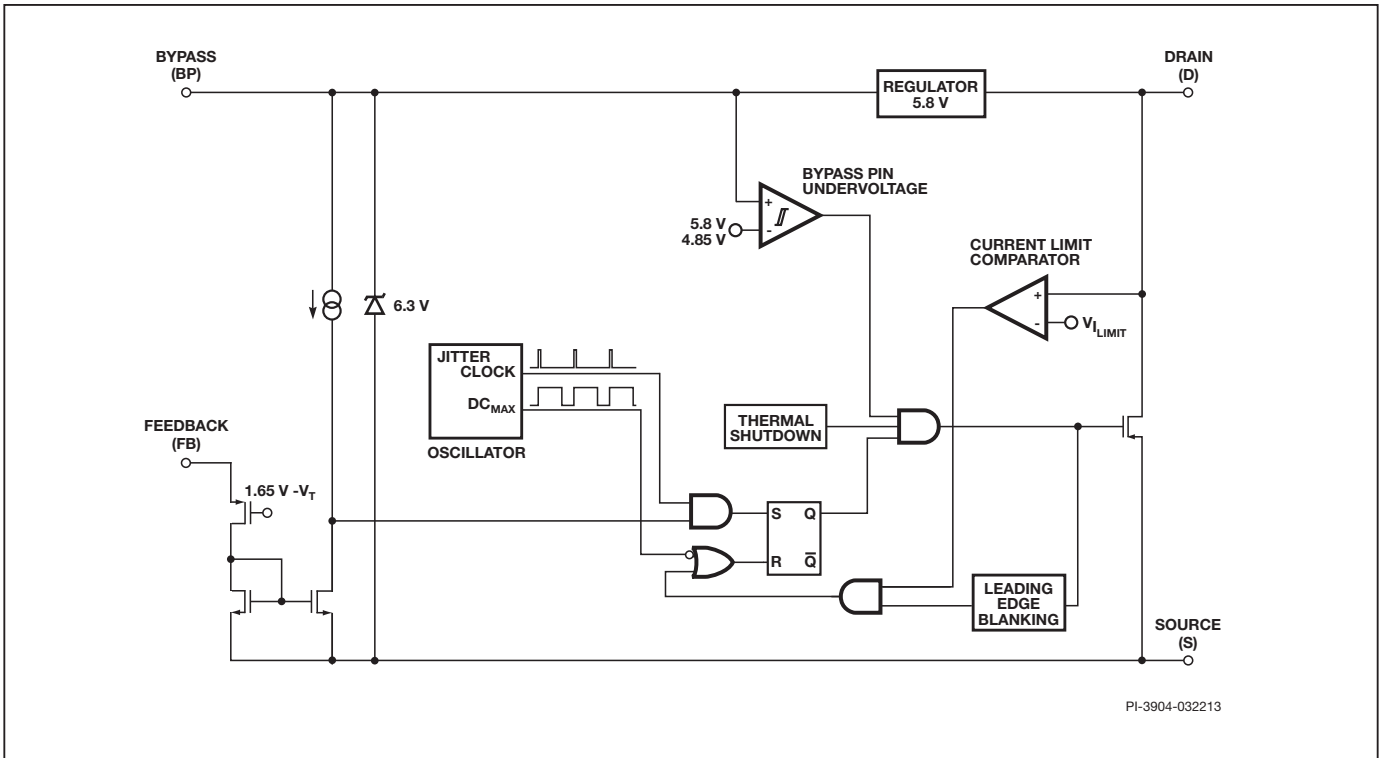 BYPASS
(BP)
DRAIN
(D)
REGULATOR
5.8 V
BYPASS PIN
UNDERVOLTAGE
+
5.8 V
4.85 V
-
CURRENT LIMIT
COMPARATOR
+
-
VILIMIT
6.3 V
JITTER
CLOCK
DCMAX
OSCILLATOR
THERMAL
SHUTDOWN
FEEDBACK
(FB)
1.65 V -VT
S Q
R Q̅
LEADING
EDGE
BLANKING
SOURCE
(S)
PI-3904-032213